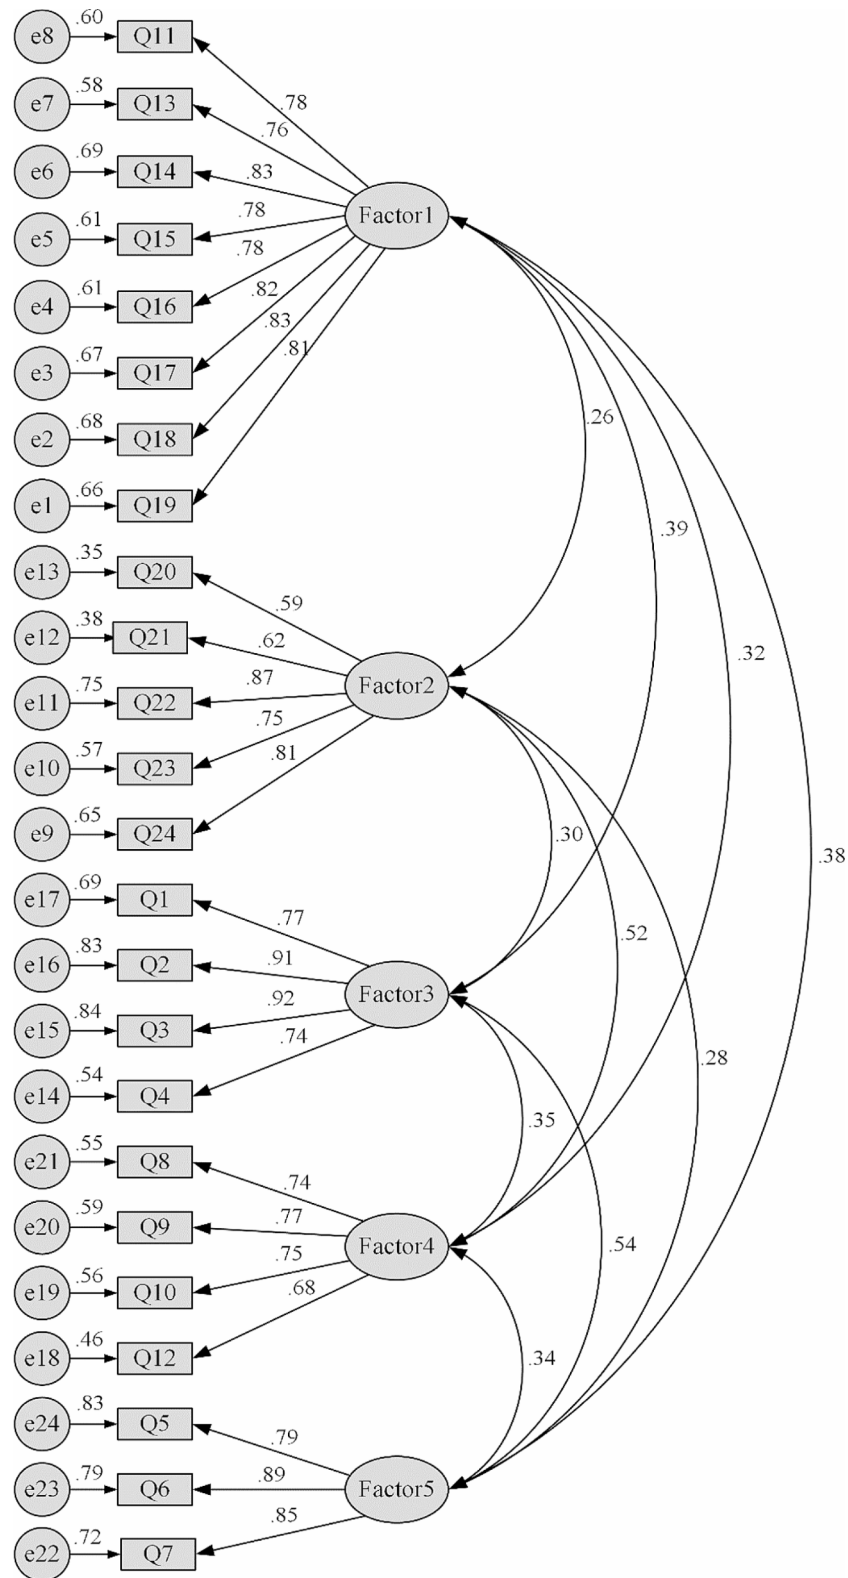 e8 .60 Q11
.78
e7 .58 Q13
.76
e6 .69 Q14
.83
e5 .61 Q15
.78
Factor1
e4 .61 Q16
.78
e3 .67 Q17
.82
e2 .68 Q18
.83
e1 .66 Q19
.81
.26
.39
.32
.38
e13 .35 Q20
.59
e12 .38 Q21
.62
Factor2
e11 .75 Q22
.87
e10 .57 Q23
.75
e9 .65 Q24
.81
.30
.52
.28
e17 .69 Q1
.77
e16 .83 Q2
.91
Factor3
e15 .84 Q3
.92
e14 .54 Q4
.74
.35
.54
e21 .55 Q8
.74
e20 .59 Q9
.77
Factor4
e19 .56 Q10
.75
e18 .46 Q12
.68
.34
e24 .83 Q5
.79
e23 .79 Q6
.89
Factor5
e22 .72 Q7
.85